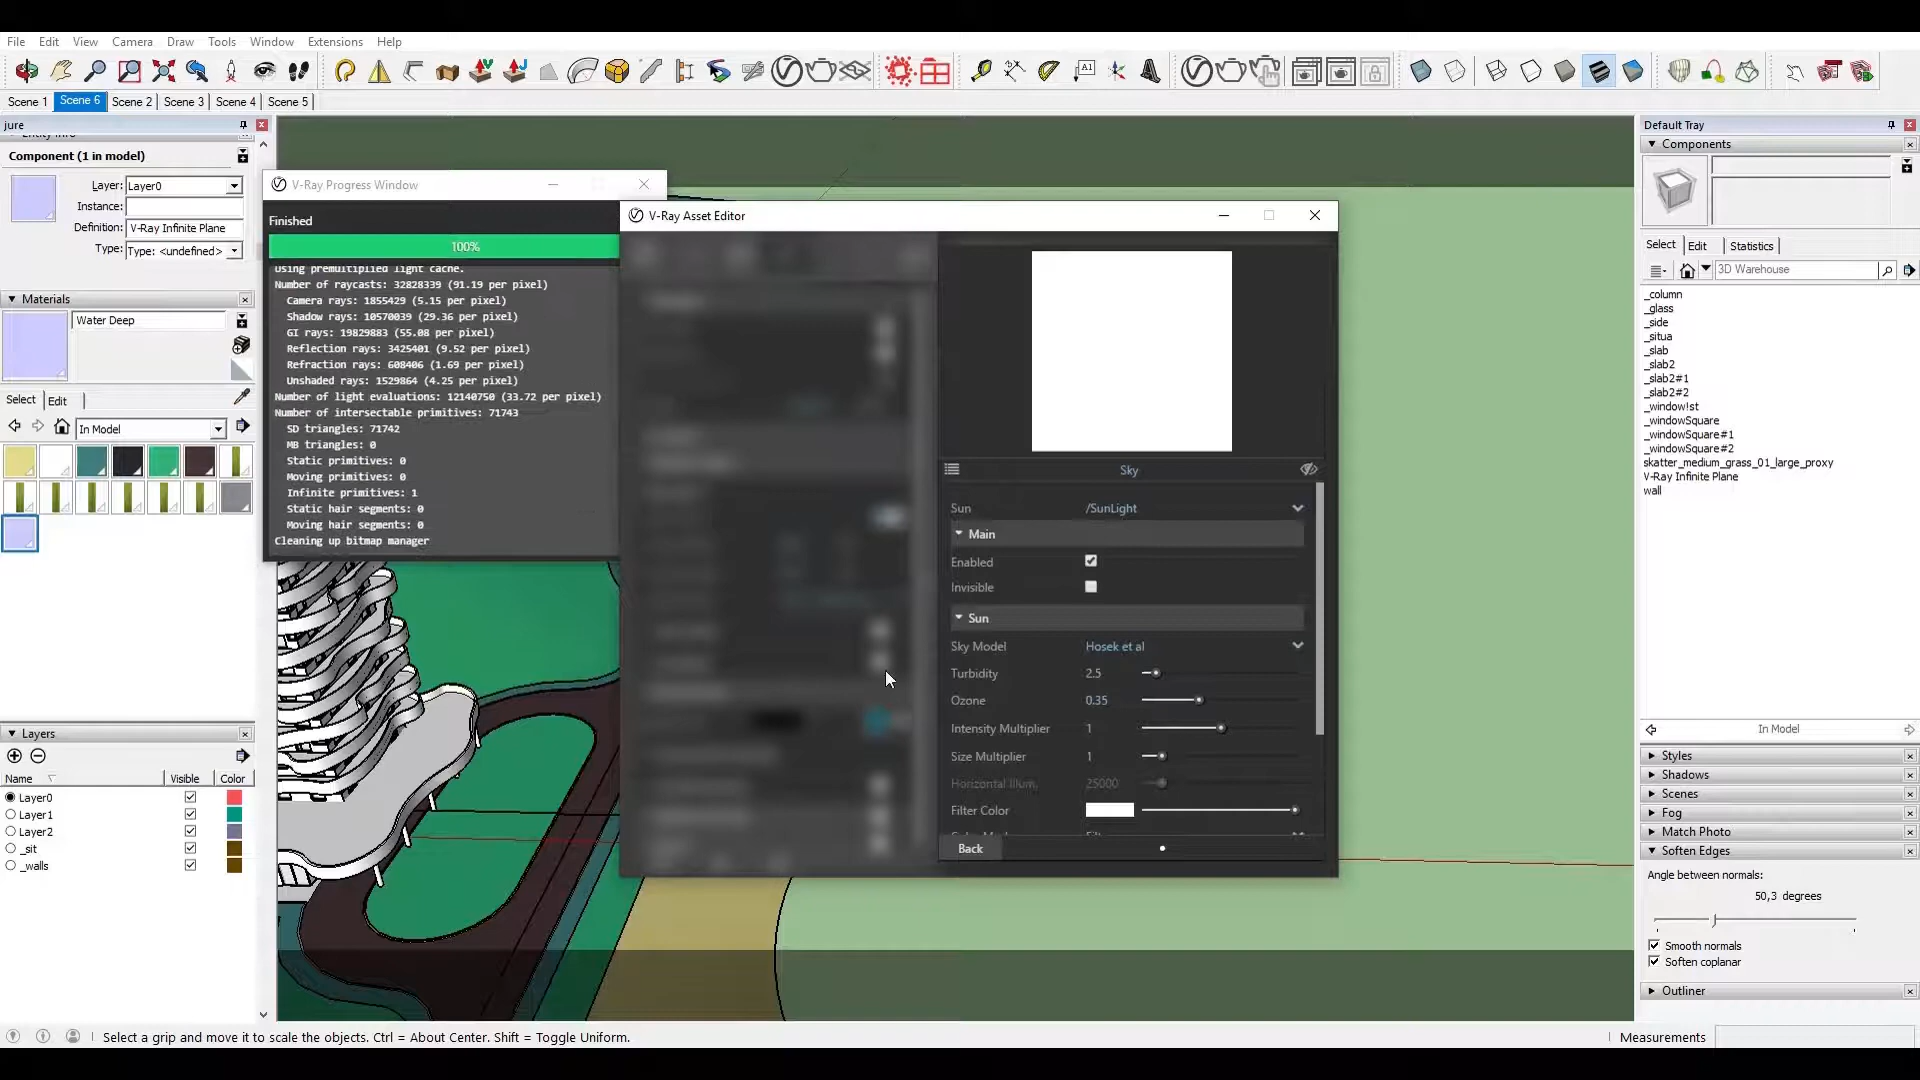 File Edit View Camera Draw Tools Window Extensions Help
A1
Scene 1 Scene 6 Scene 2 Scene 3 Scene 4 Scene 5
jure
Component (1 in model)
Layer: Layer0
Instance:
Definition: V-Ray Infinite Plane
Type: Type: <undefined>
Materials
Water Deep
Select Edit
In Model
Layers
Name Visible Color
Layer0
Layer1
Layer2
_sit
_walls
V-Ray Progress Window
Finished
100%
Using premultiplied light cache.
Number of raycasts: 32828339 (91.19 per pixel)
Camera rays: 1855429 (5.15 per pixel)
Shadow rays: 10570039 (29.36 per pixel)
GI rays: 19829883 (55.08 per pixel)
Reflection rays: 3425401 (9.52 per pixel)
Refraction rays: 608406 (1.69 per pixel)
Unshaded rays: 1529864 (4.25 per pixel)
Number of light evaluations: 12140750 (33.72 per pixel)
Number of intersectable primitives: 71743
SD triangles: 71742
MB triangles: 0
Static primitives: 0
Moving primitives: 0
Infinite primitives: 1
Static hair segments: 0
Moving hair segments: 0
Cleaning up bitmap manager
V-Ray Asset Editor
Sky
Sun /SunLight
Main
Enabled
Invisible
Sun
Sky Model Hosek et al
Turbidity 2.5
Ozone 0.35
Intensity Multiplier 1
Size Multiplier 1
Horizontal Illum. 25000
Filter Color
Back
Default Tray
Components
Select Edit Statistics
3D Warehouse
_column
_glass
_side
_situa
_slab
_slab2
_slab2#1
_slab2#2
_window!st
_windowSquare
_windowSquare#1
_windowSquare#2
skatter_medium_grass_01_large_proxy
V-Ray Infinite Plane
wall
In Model
Styles
Shadows
Scenes
Fog
Match Photo
Soften Edges
Angle between normals:
50,3 degrees
Smooth normals
Soften coplanar
Outliner
Select a grip and move it to scale the objects. Ctrl = About Center. Shift = Toggle Uniform.
Measurements